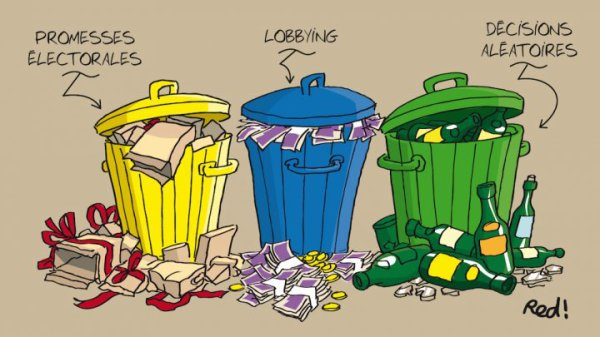 PROMESSES
ÉLECTORALES
LOBBYING
DÉCISIONS
ALÉATOIRES
Red!